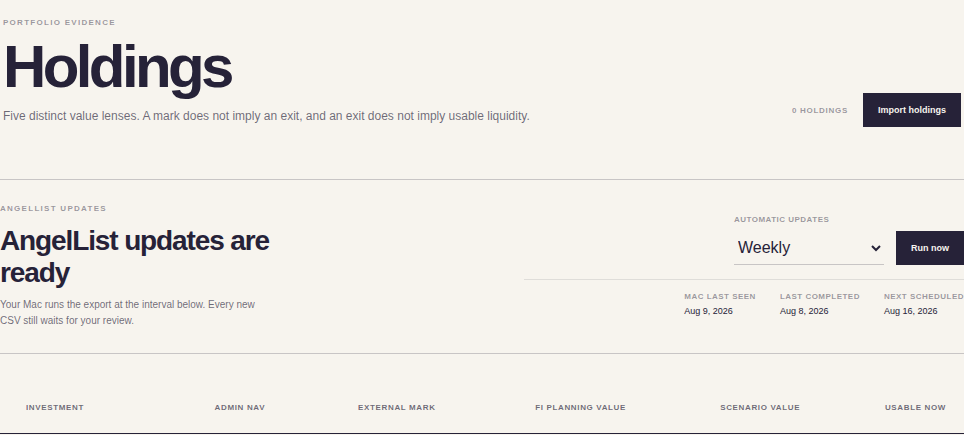 PORTFOLIO EVIDENCE
Holdings
Five distinct value lenses. A mark does not imply an exit, and an exit does not imply usable liquidity.
0 HOLDINGS
Import holdings
ANGELLIST UPDATES
AngelList updates are
ready
Your Mac runs the export at the interval below. Every new
CSV still waits for your review.
AUTOMATIC UPDATES
Weekly
Run now
MAC LAST SEEN LAST COMPLETED NEXT SCHEDULED
Aug 9, 2026 Aug 8, 2026 Aug 16, 2026
INVESTMENT ADMIN NAV EXTERNAL MARK FI PLANNING VALUE SCENARIO VALUE USABLE NOW